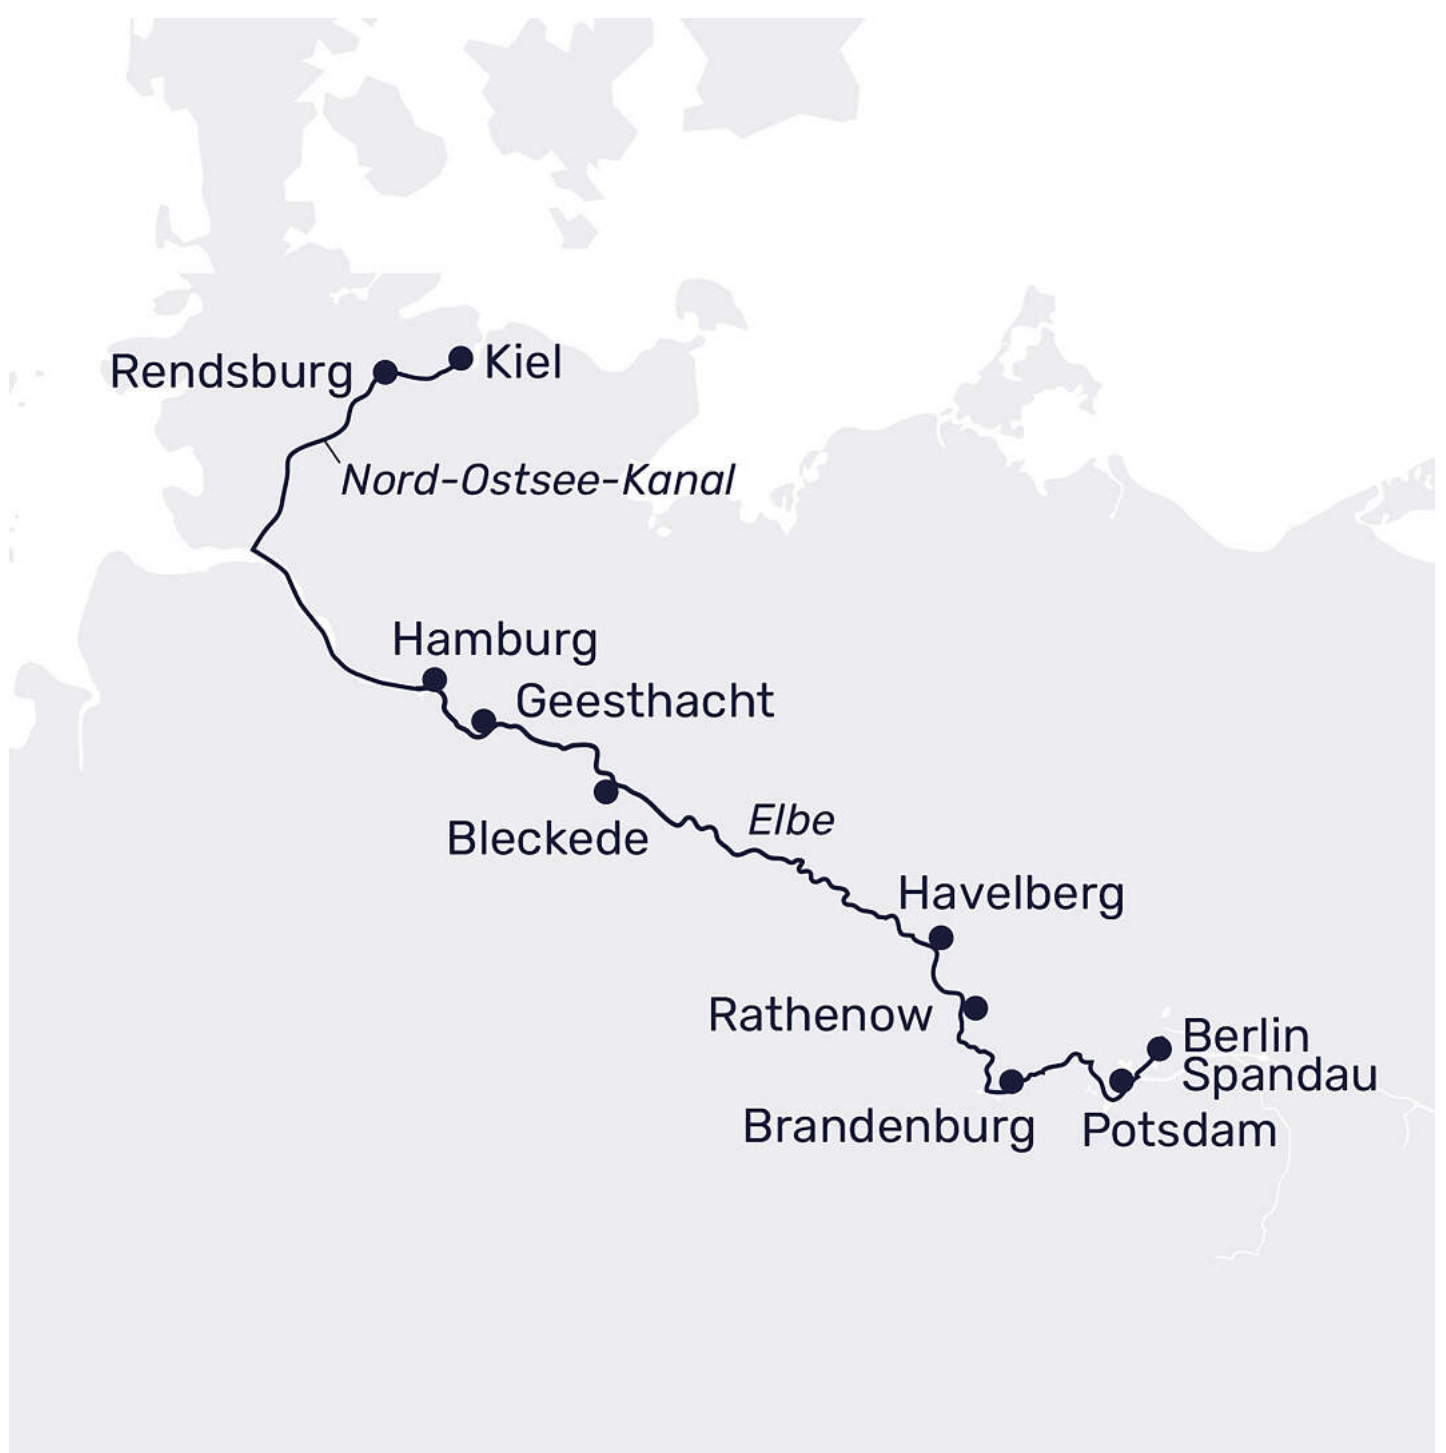 Kiel
Rendsburg
Nord-Ostsee-Kanal
Hamburg
Geesthacht
Elbe
Bleckede
Havelberg
Rathenow
Berlin
Spandau
Brandenburg
Potsdam